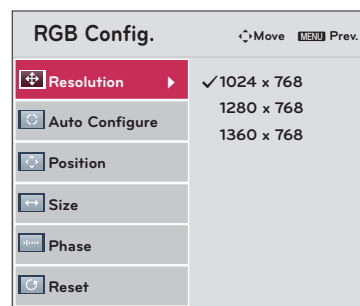 RGB Config.
Move MENU Prev.
Resolution
Auto Configure
Position
Size
Phase
Reset
✓1024 x 768
1280 x 768
1360 x 768